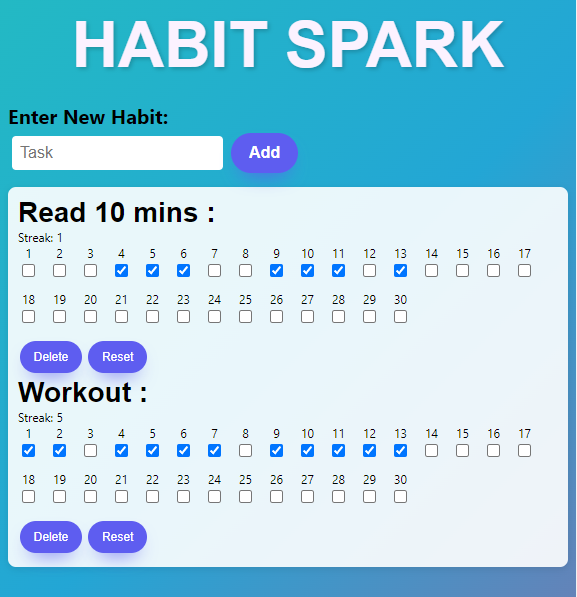 HABIT SPARK
Enter New Habit:
Task Add
Read 10 mins :
Streak: 1
1 2 3 4 5 6 7 8 9 10 11 12 13 14 15 16 17
18 19 20 21 22 23 24 25 26 27 28 29 30
Delete Reset
Workout :
Streak: 5
1 2 3 4 5 6 7 8 9 10 11 12 13 14 15 16 17
18 19 20 21 22 23 24 25 26 27 28 29 30
Delete Reset